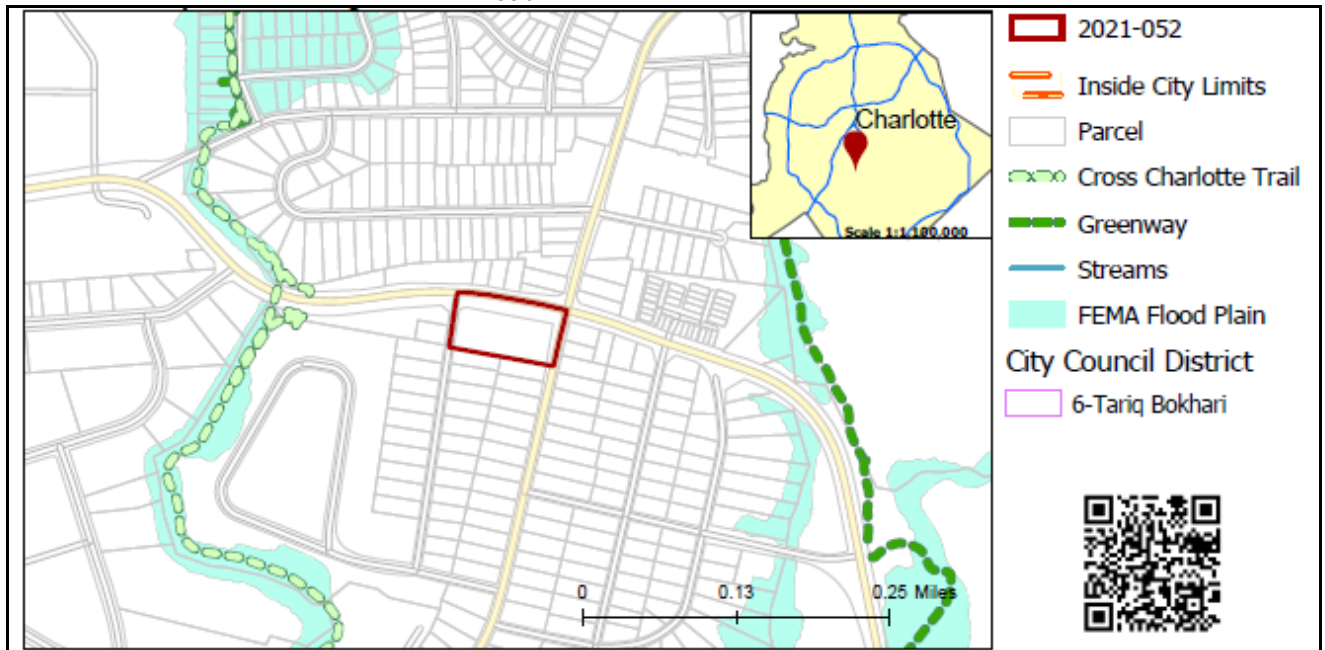 Charlotte
Scale 1:1,100,000
0 0.13 0.25 Miles
2021-052
Inside City Limits
Parcel
Cross Charlotte Trail
Greenway
Streams
FEMA Flood Plain
City Council District
6-Tariq Bokhari